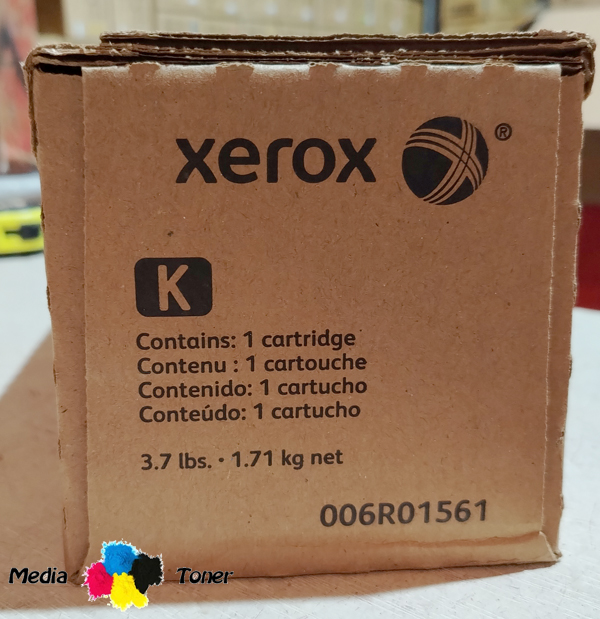 xerox ®
K
Contains: 1 cartridge
Contenu : 1 cartouche
Contenido: 1 cartucho
Conteúdo: 1 cartucho
3.7 lbs. · 1.71 kg net
006R01561
Media Toner